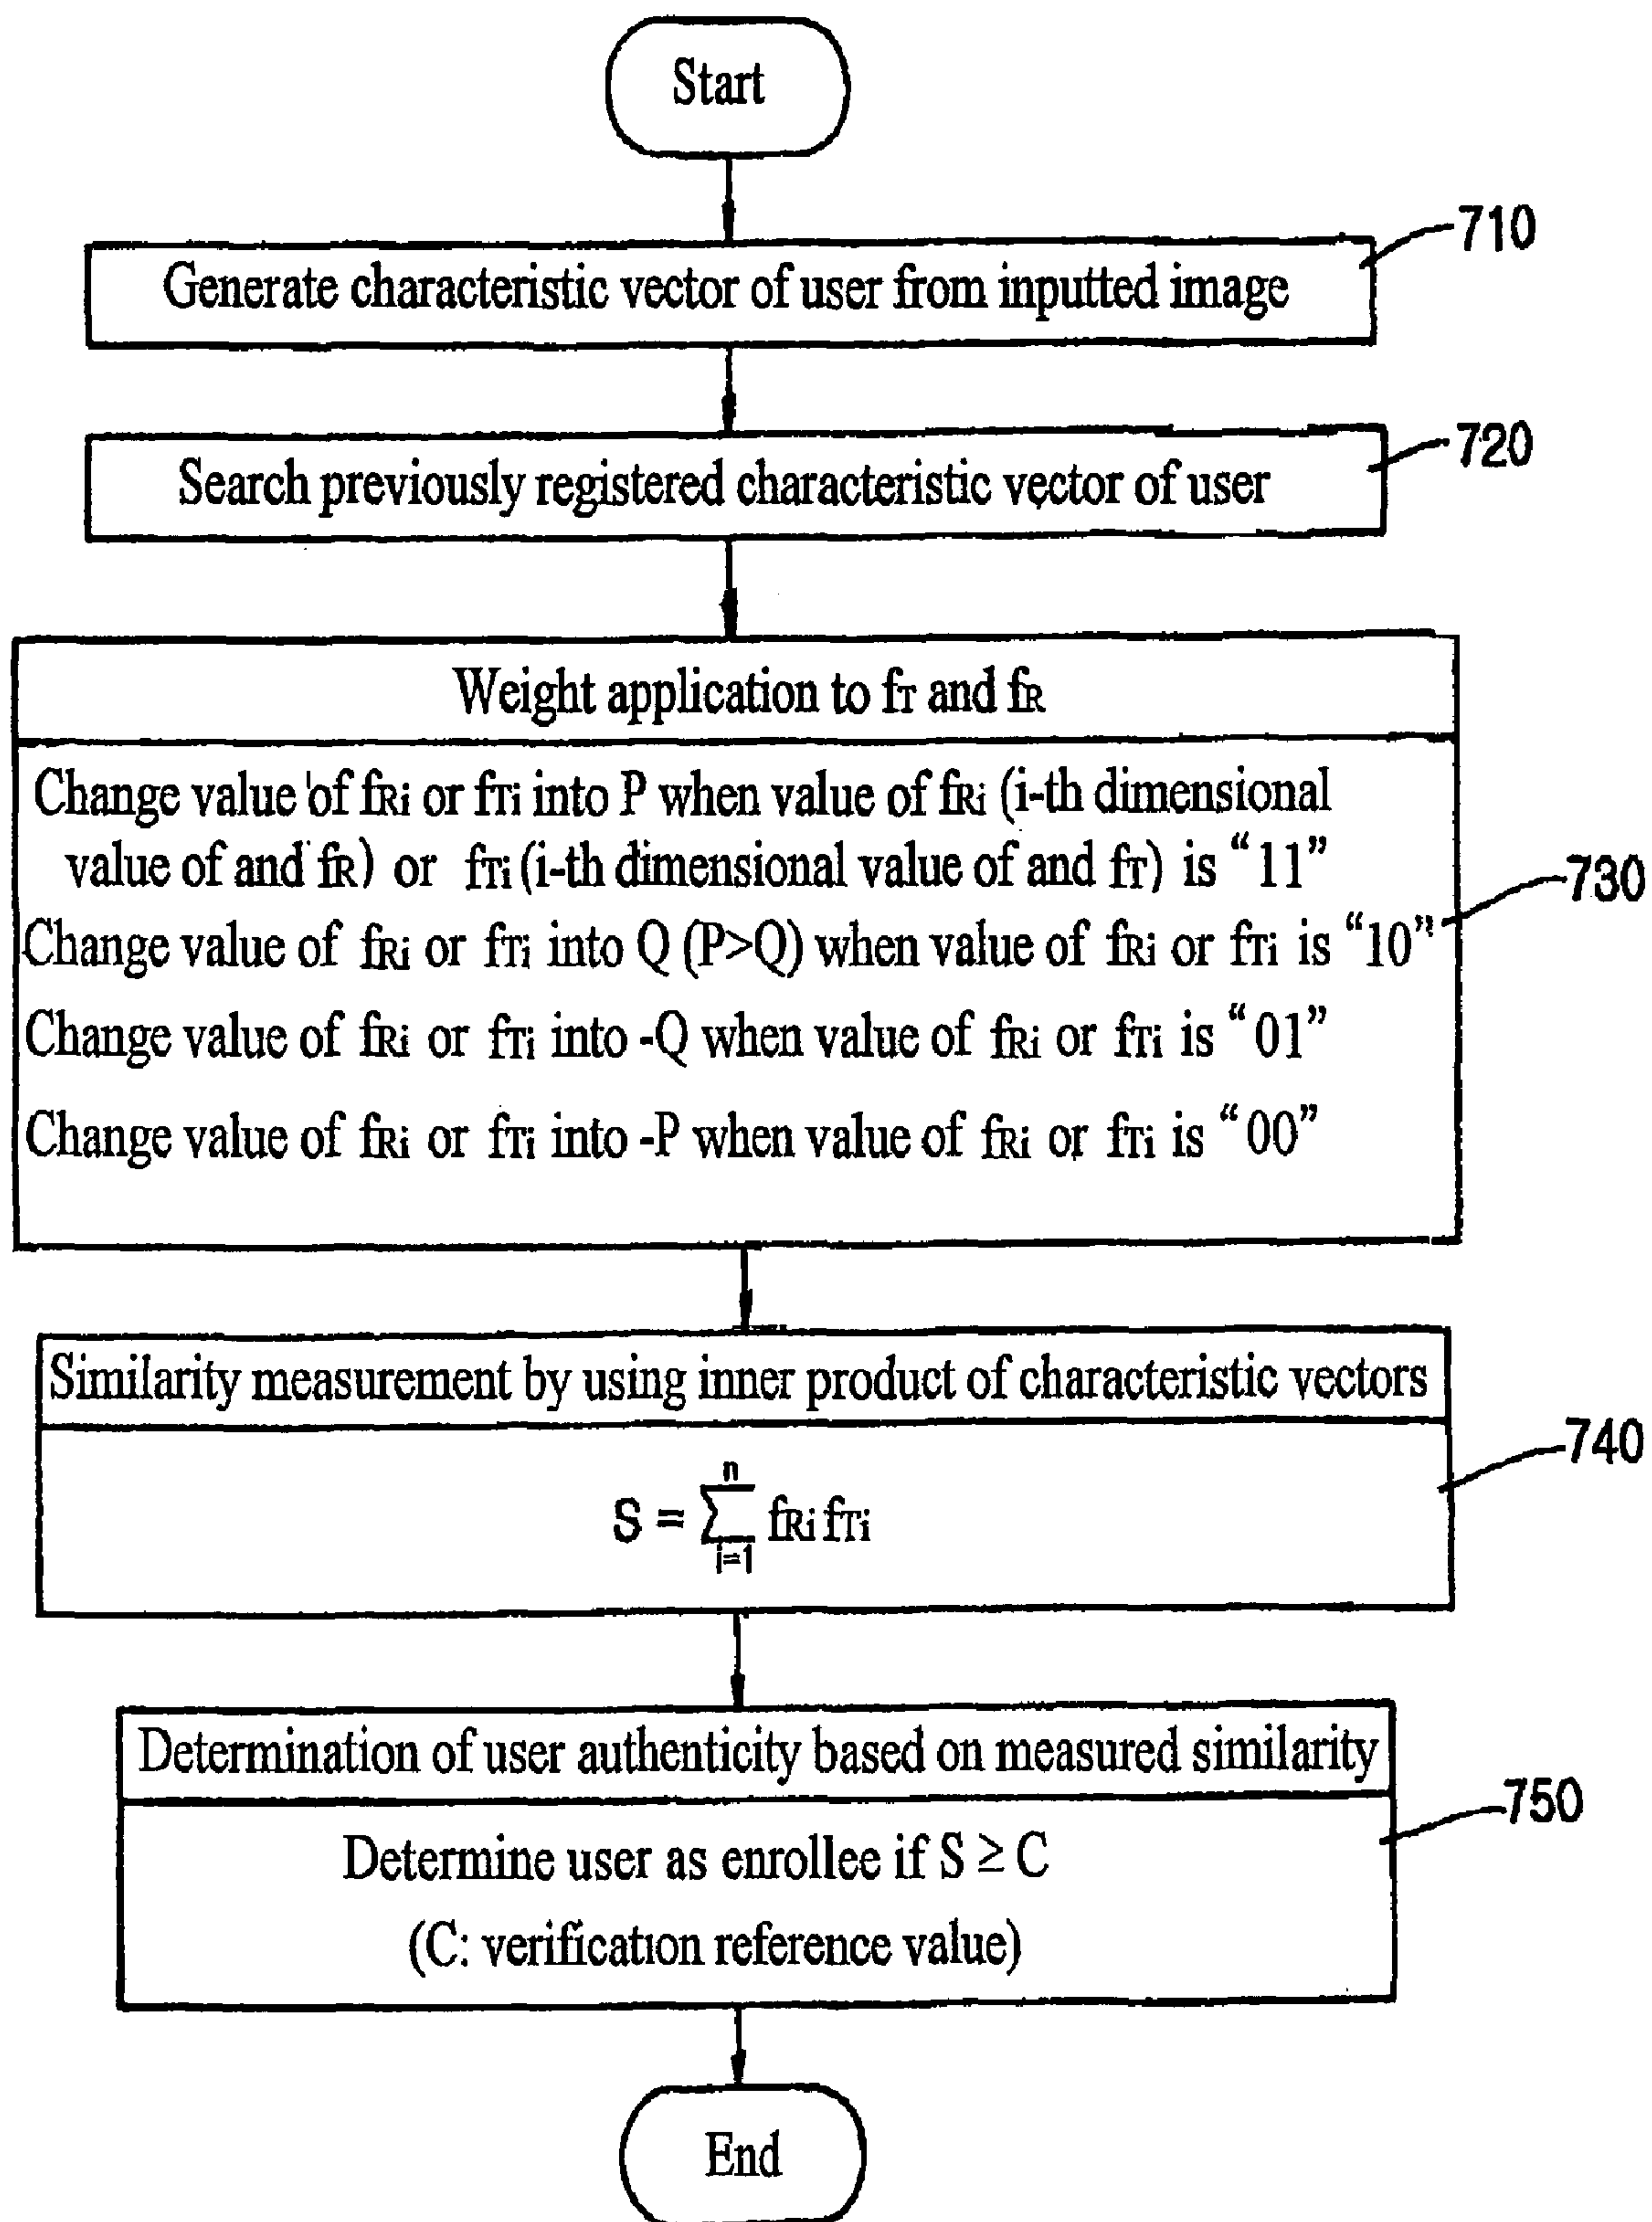 Start
710
Generate characteristic vector of user from inputted image
720
Search previously registered characteristic vector of user
Weight application to fT and fR
Change value of fRi or fTi into P when value of fRi (i-th dimensional
value of and fR) or fTi (i-th dimensional value of and fT) is “11”
730
Change value of fRi or fTi into Q (P>Q) when value of fRi or fTi is “10”
Change value of fRi or fTi into -Q when value of fRi or fTi is “01”
Change value of fRi or fTi into -P when value of fRi or fTi is “00”
Similarity measurement by using inner product of characteristic vectors
740
n
S = ∑ fRi fTi
i=1
Determination of user authenticity based on measured similarity
750
Determine user as enrollee if S ≥ C
(C: verification reference value)
End